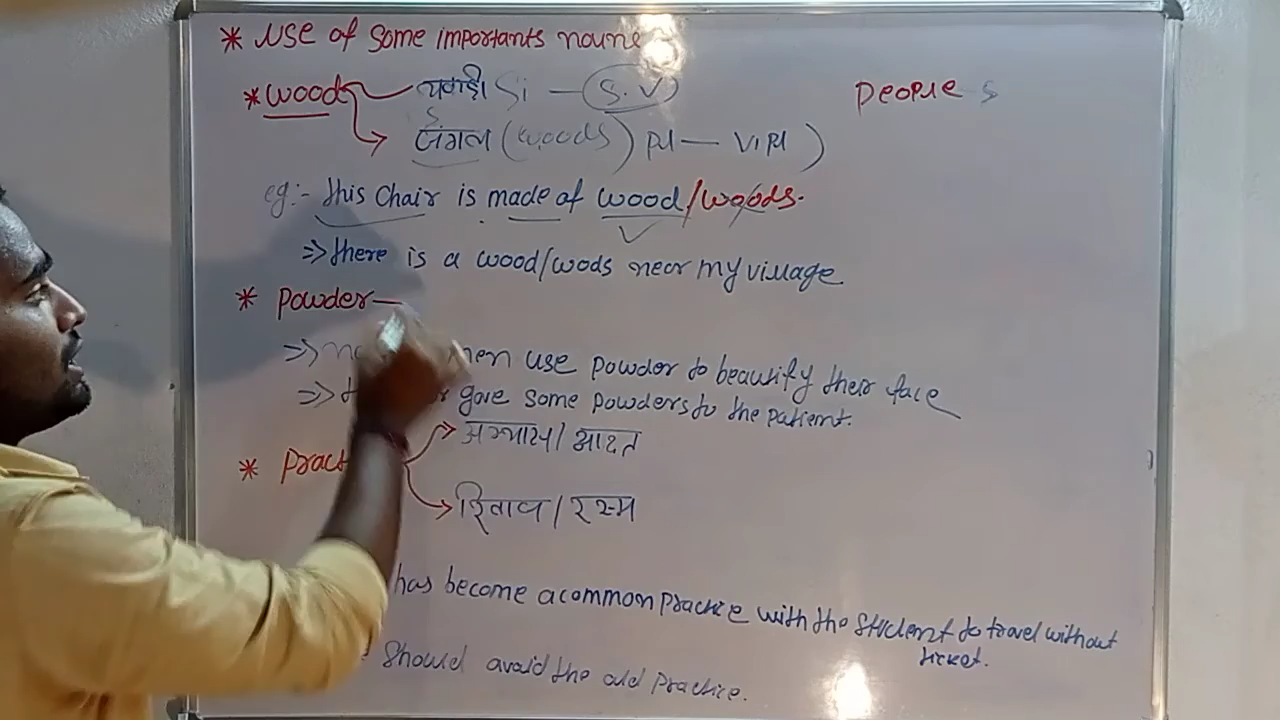 * Use of Some importants nouns
* wood लकड़ी Si — S.V People s
जंगल (woods) Pl — V, Pl )
eg:- this chair is made of wood/woods.
⇒ there is a wood/wods near my village.
* Powder —
⇒ men use powder to beautify their face
⇒ gave some powders to the patient.
अभ्यास / आदत
* Pract
रिवाज / रस्म
has become a common practice with the student to travel without
ticket.
Should avoid the old practice.